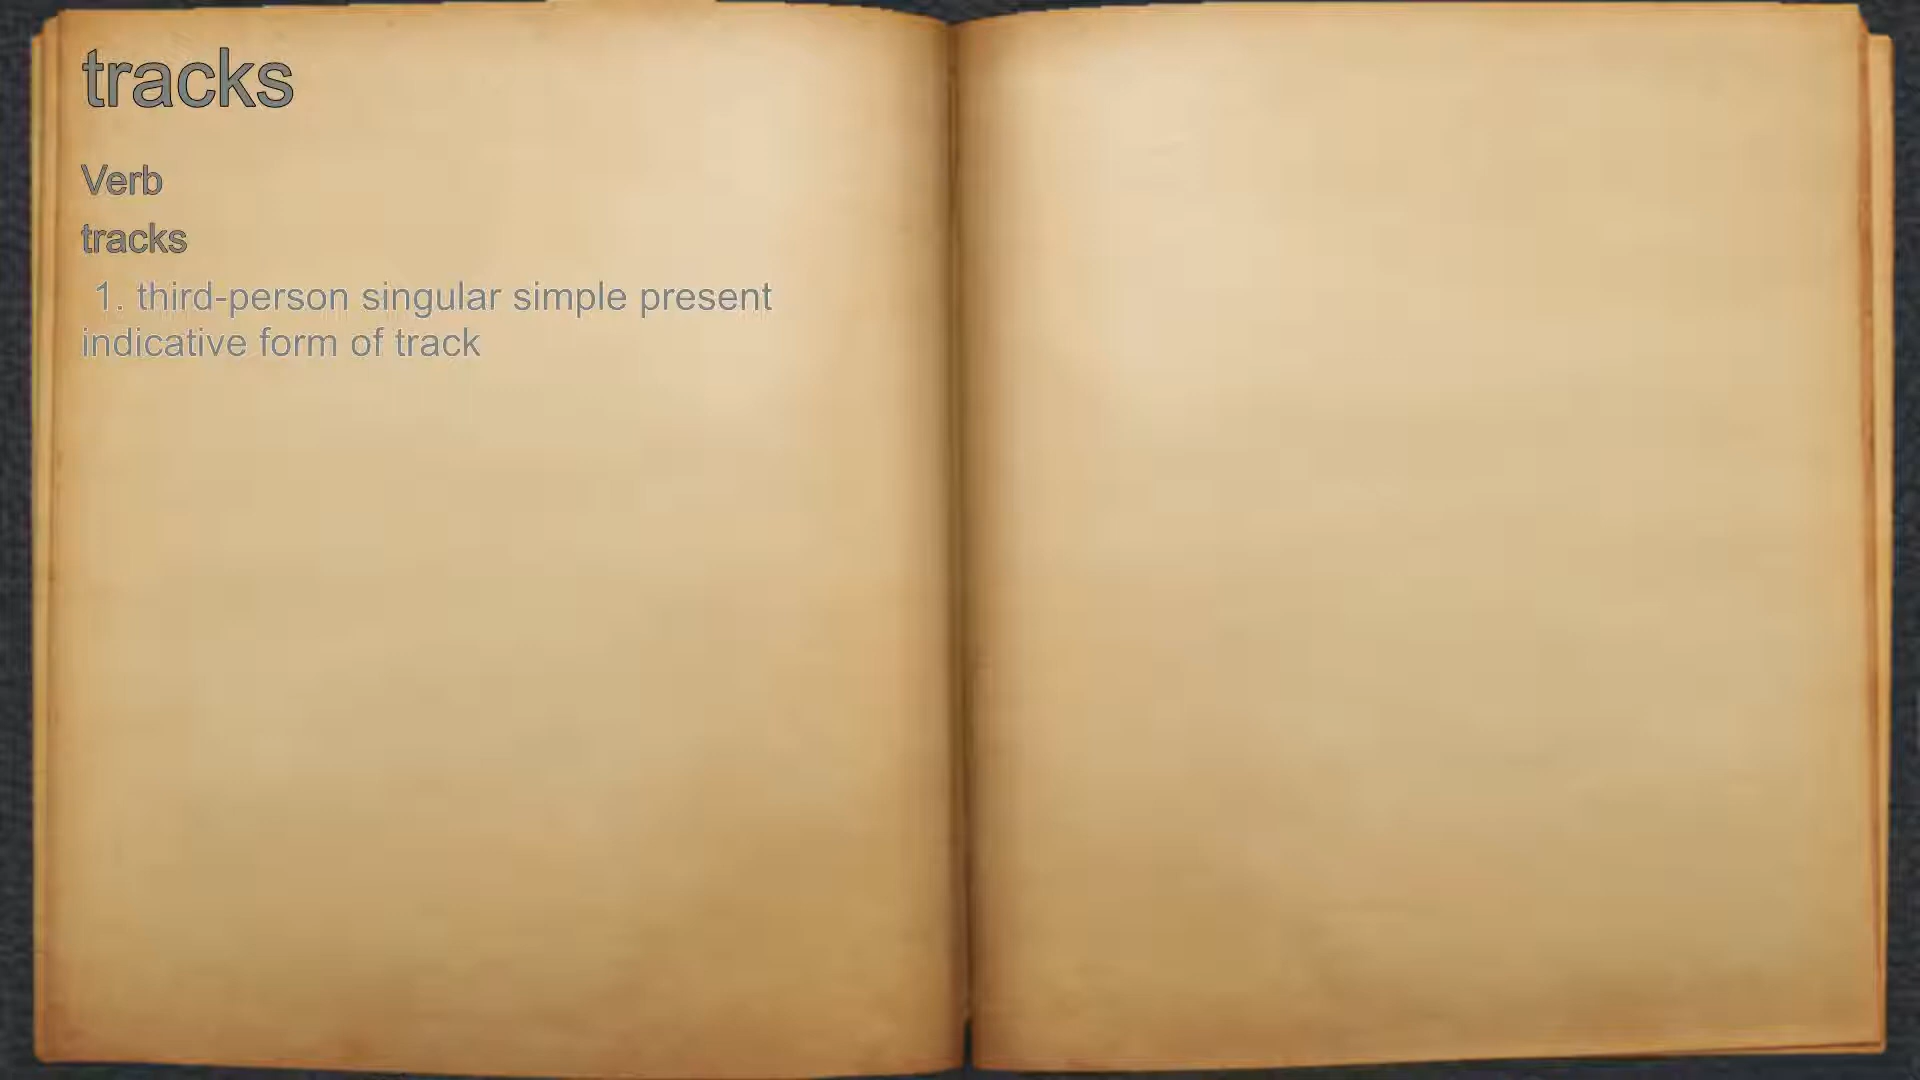 tracks
Verb
tracks
1. third-person singular simple present
indicative form of track